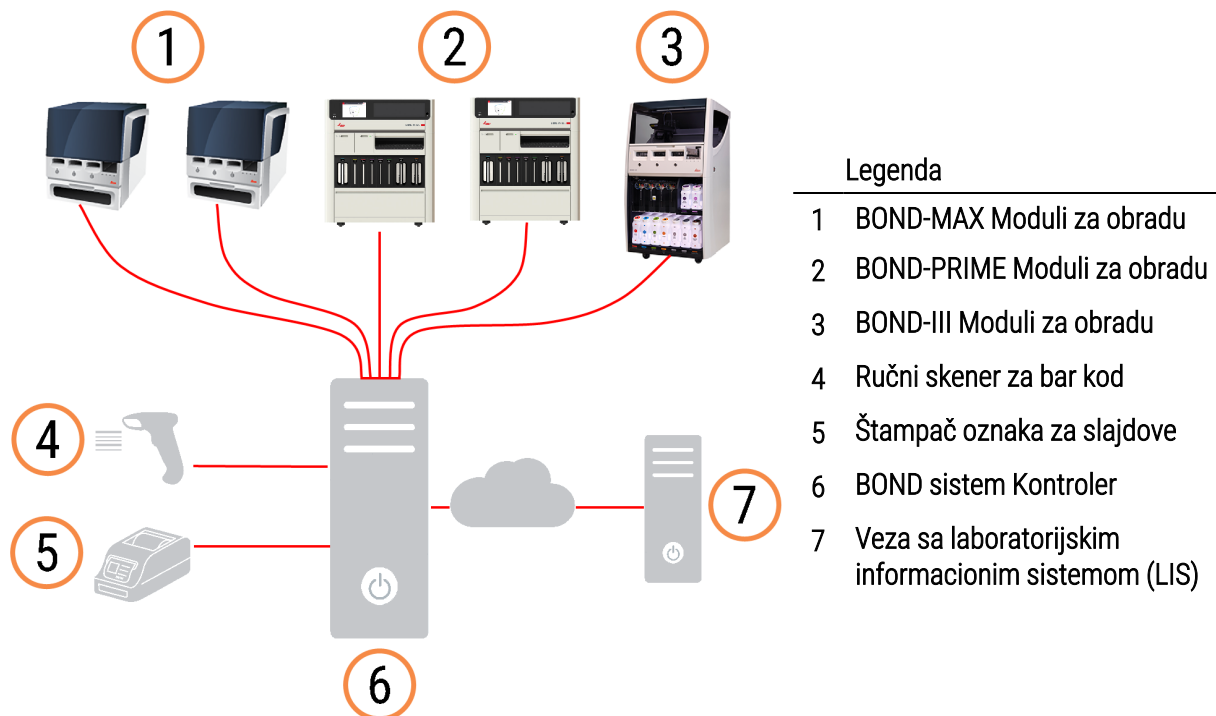 1
2
3
4
5
6
7
Legenda
1 BOND-MAX Moduli za obradu
2 BOND-PRIME Moduli za obradu
3 BOND-III Moduli za obradu
4 Ručni skener za bar kod
5 Štampač oznaka za slajdove
6 BOND sistem Kontroler
7 Veza sa laboratorijskim
informacionim sistemom (LIS)